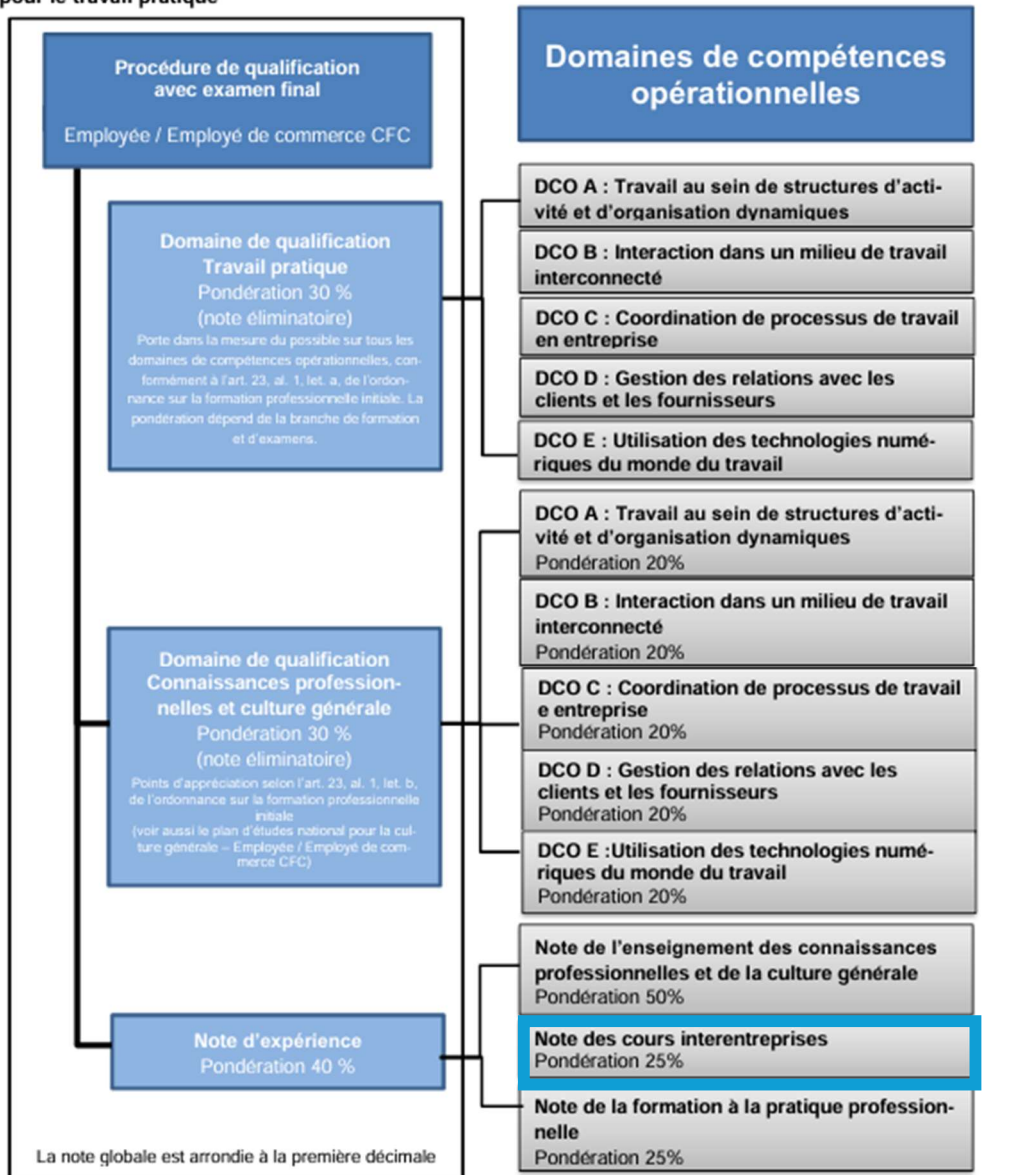 pour le travail pratique
Procédure de qualification
avec examen final
Employée / Employé de commerce CFC
Domaines de compétences
opérationnelles
Domaine de qualification
Travail pratique
Pondération 30 %
(note éliminatoire)
Porte dans la mesure du possible sur tous les
domaines de compétences opérationnelles, con-
formément à l'art. 23, al. 1, let. a, de l'ordon-
nance sur la formation professionnelle initiale. La
pondération dépend de la branche de formation
et d'examens.
DCO A : Travail au sein de structures d'acti-
vité et d'organisation dynamiques
DCO B : Interaction dans un milieu de travail
interconnecté
DCO C : Coordination de processus de travail
en entreprise
DCO D : Gestion des relations avec les
clients et les fournisseurs
DCO E : Utilisation des technologies numé-
riques du monde du travail
Domaine de qualification
Connaissances profession-
nelles et culture générale
Pondération 30 %
(note éliminatoire)
Points d'appréciation selon l'art. 23, al. 1, let. b,
de l'ordonnance sur la formation professionnelle
initiale
(voir aussi le plan d'études national pour la cul-
ture générale – Employée / Employé de com-
merce CFC)
DCO A : Travail au sein de structures d'acti-
vité et d'organisation dynamiques
Pondération 20%
DCO B : Interaction dans un milieu de travail
interconnecté
Pondération 20%
DCO C : Coordination de processus de travail
e entreprise
Pondération 20%
DCO D : Gestion des relations avec les
clients et les fournisseurs
Pondération 20%
DCO E :Utilisation des technologies numé-
riques du monde du travail
Pondération 20%
Note d'expérience
Pondération 40 %
Note de l'enseignement des connaissances
professionnelles et de la culture générale
Pondération 50%
Note des cours interentreprises
Pondération 25%
Note de la formation à la pratique profession-
nelle
Pondération 25%
La note globale est arrondie à la première décimale